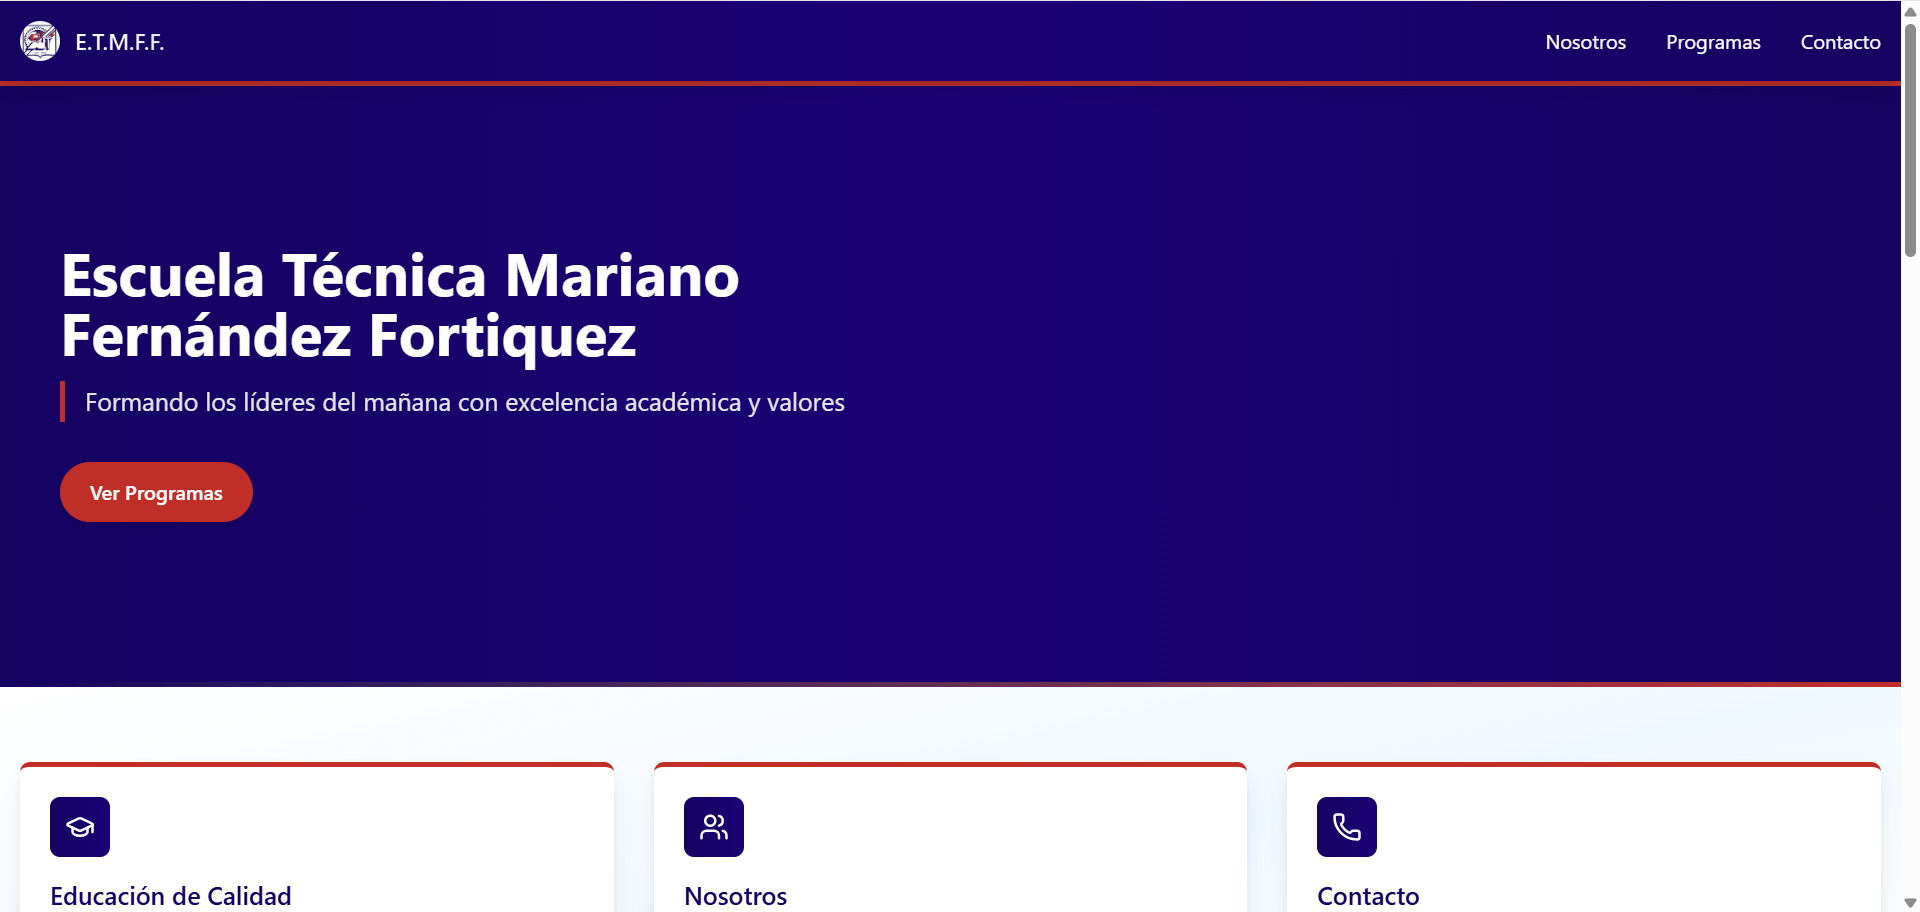 E.T.M.F.F.
Nosotros
Programas
Contacto
Escuela Técnica Mariano
Fernández Fortiquez
Formando los líderes del mañana con excelencia académica y valores
Ver Programas
Educación de Calidad
Nosotros
Contacto